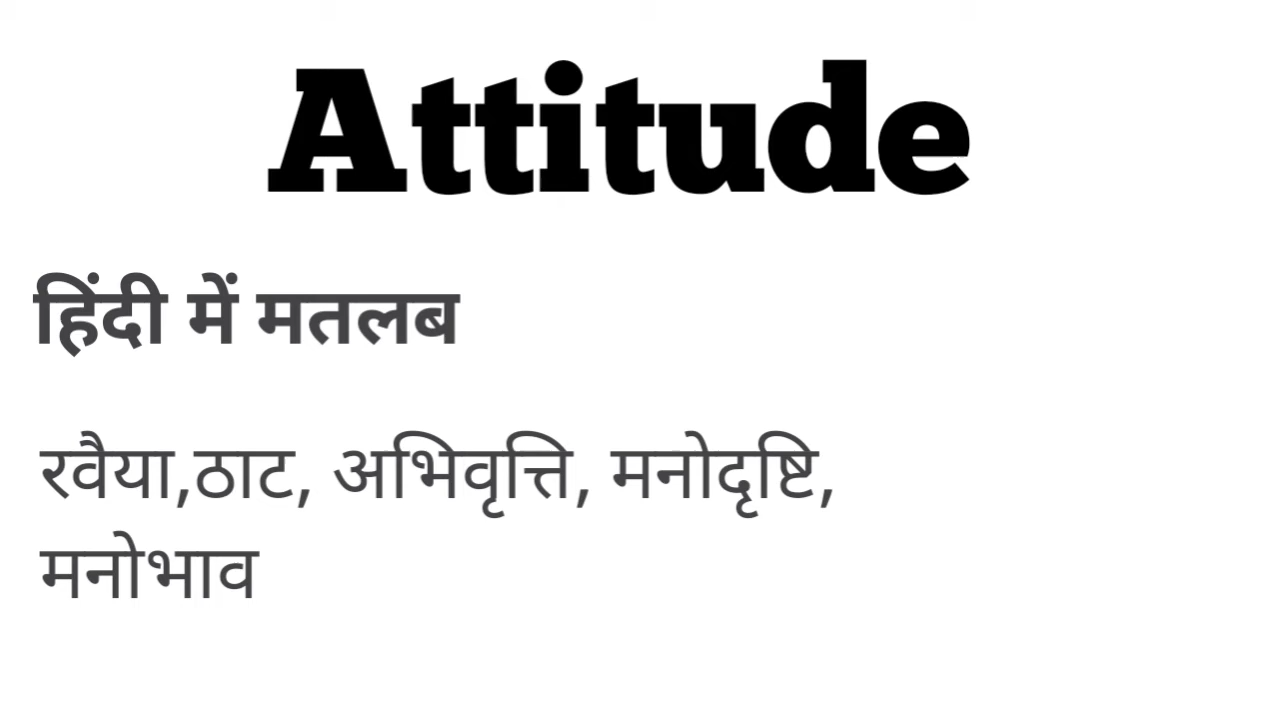 Attitude
हिंदी में मतलब
रवैया,ठाट, अभिवृत्ति, मनोदृष्टि,
मनोभाव